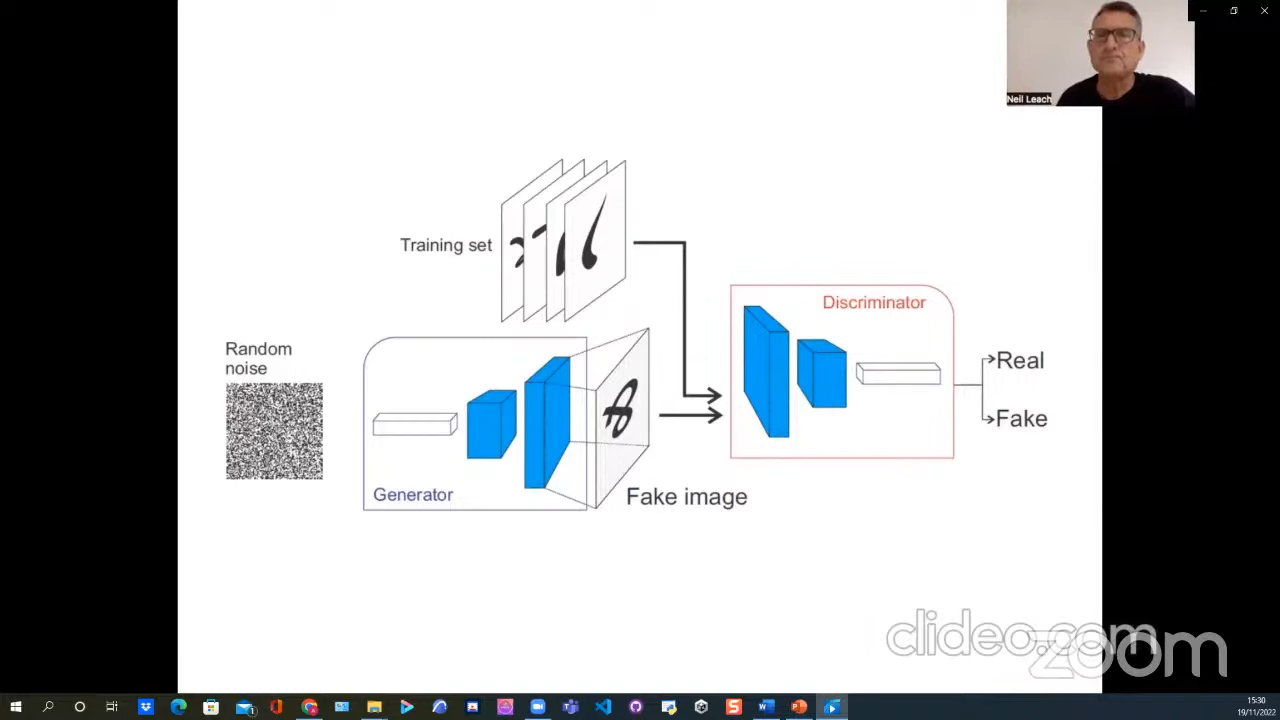 Neil Leach
Training set
Discriminator
Random
noise
Real
Fake
Generator
Fake image
clideo.com
zoom
15:30
19/11/2022